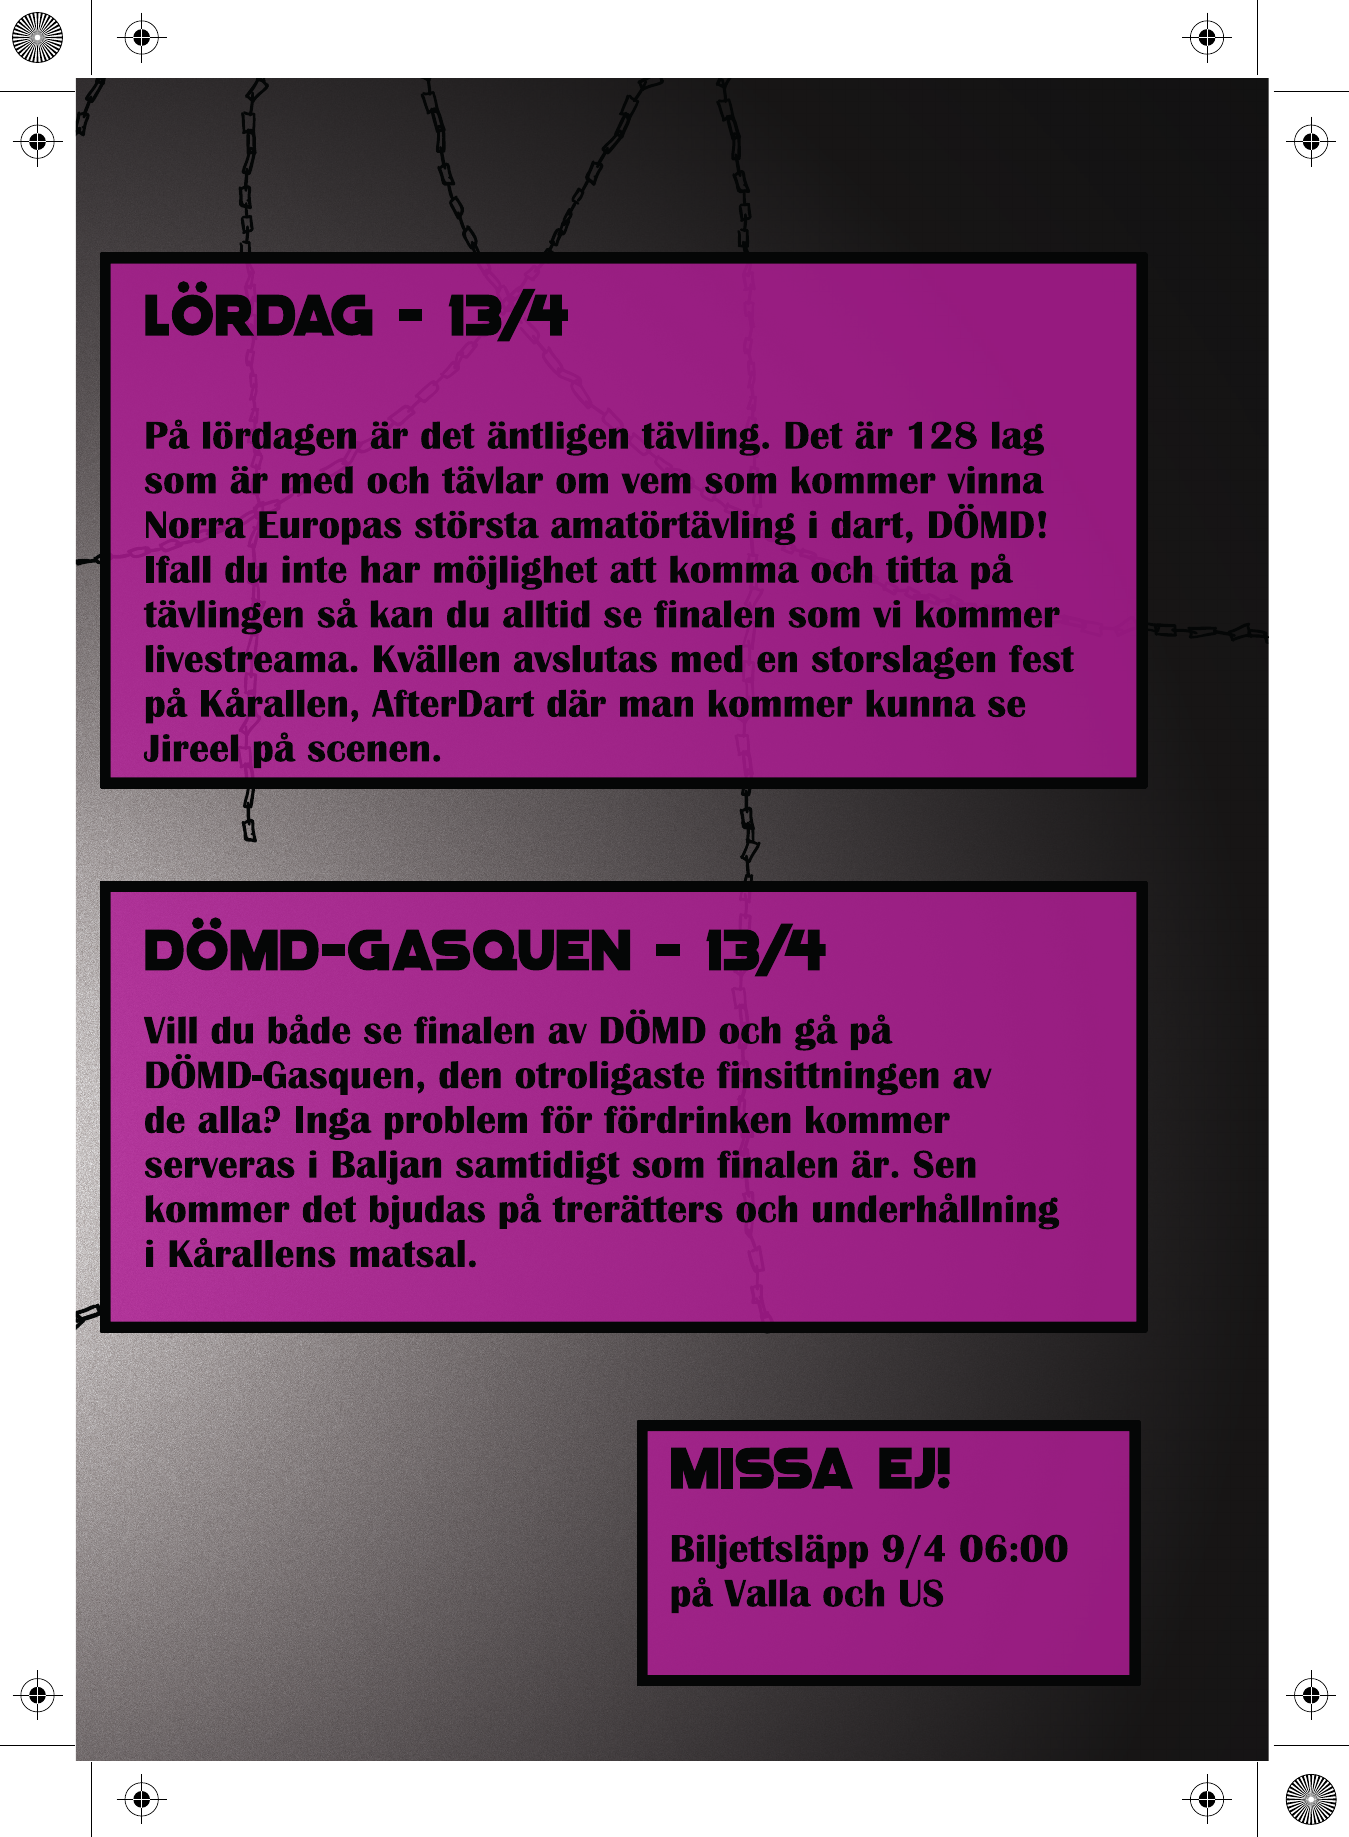 LÖRDAG - 13/4
På lördagen är det äntligen tävling. Det är 128 lag
som är med och tävlar om vem som kommer vinna
Norra Europas största amatörtävling i dart, DÖMD!
Ifall du inte har möjlighet att komma och titta på
tävlingen så kan du alltid se finalen som vi kommer
livestreama. Kvällen avslutas med en storslagen fest
på Kårallen, AfterDart där man kommer kunna se
Jireel på scenen.
DÖMD-GASQUEN - 13/4
Vill du både se finalen av DÖMD och gå på
DÖMD-Gasquen, den otroligaste finsittningen av
de alla? Inga problem för fördrinken kommer
serveras i Baljan samtidigt som finalen är. Sen
kommer det bjudas på trerätters och underhållning
i Kårallens matsal.
MISSA EJ!
Biljettsläpp 9/4 06:00
på Valla och US